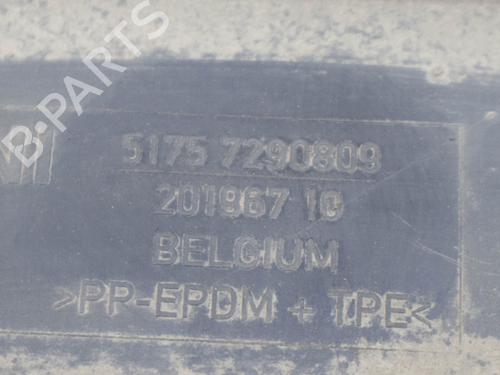 B-PARTS
5175 7290809
201967 10
BELGIUM
>PP-EPDM + TPE<